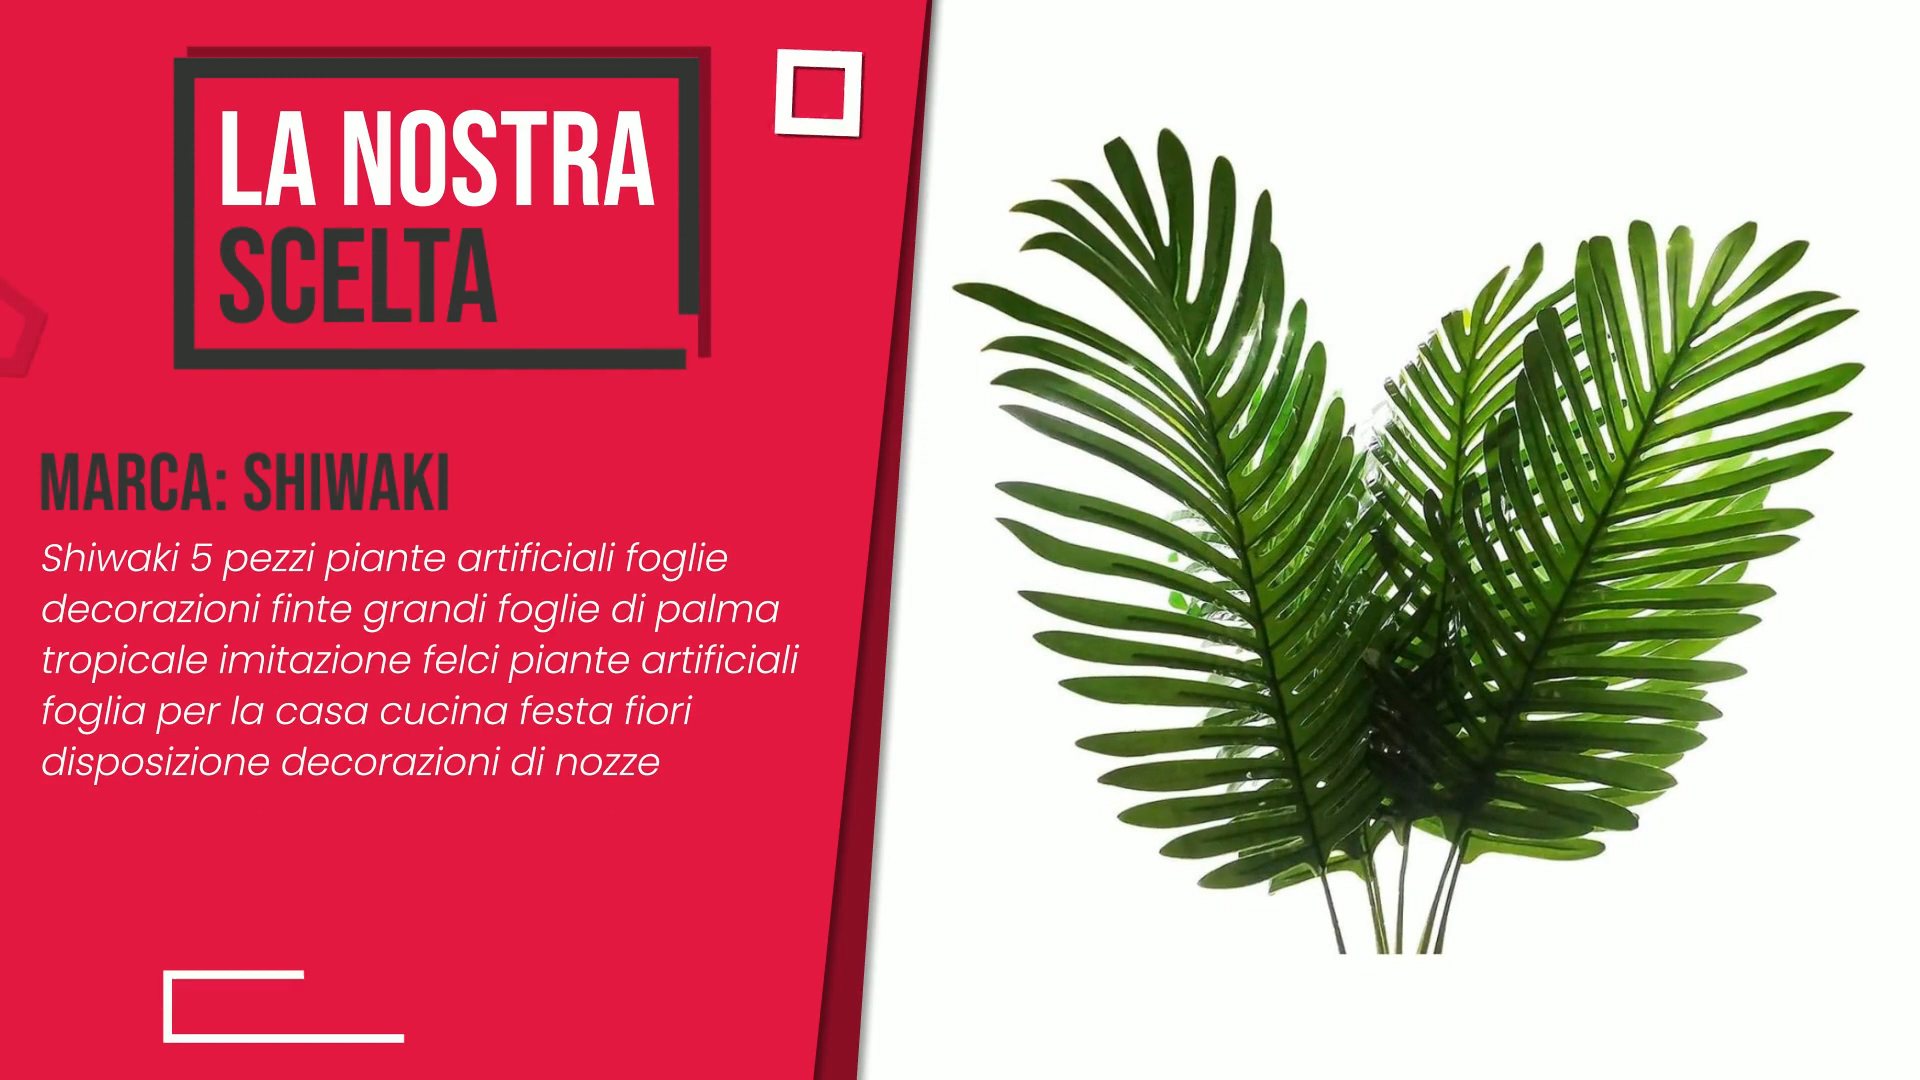 LA NOSTRA
SCELTA
MARCA: SHIWAKI
Shiwaki 5 pezzi piante artificiali foglie
decorazioni finte grandi foglie di palma
tropicale imitazione felci piante artificiali
foglia per la casa cucina festa fiori
disposizione decorazioni di nozze